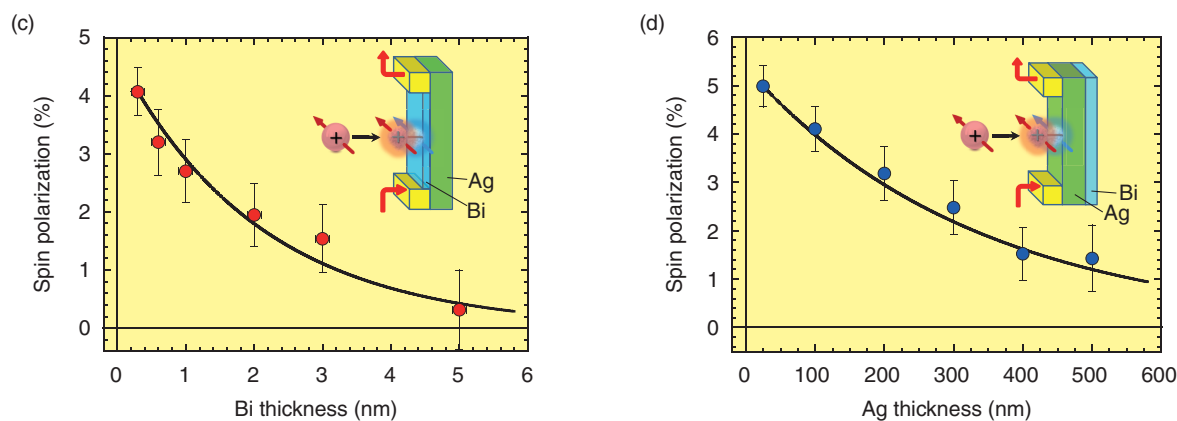 (c)
Spin polarization (%)
5
4
3
2
1
0
0 1 2 3 4 5 6
Bi thickness (nm)
+ + −
Ag
Bi
(d)
Spin polarization (%)
6
5
4
3
2
1
0
0 100 200 300 400 500 600
Ag thickness (nm)
+ + −
Bi
Ag